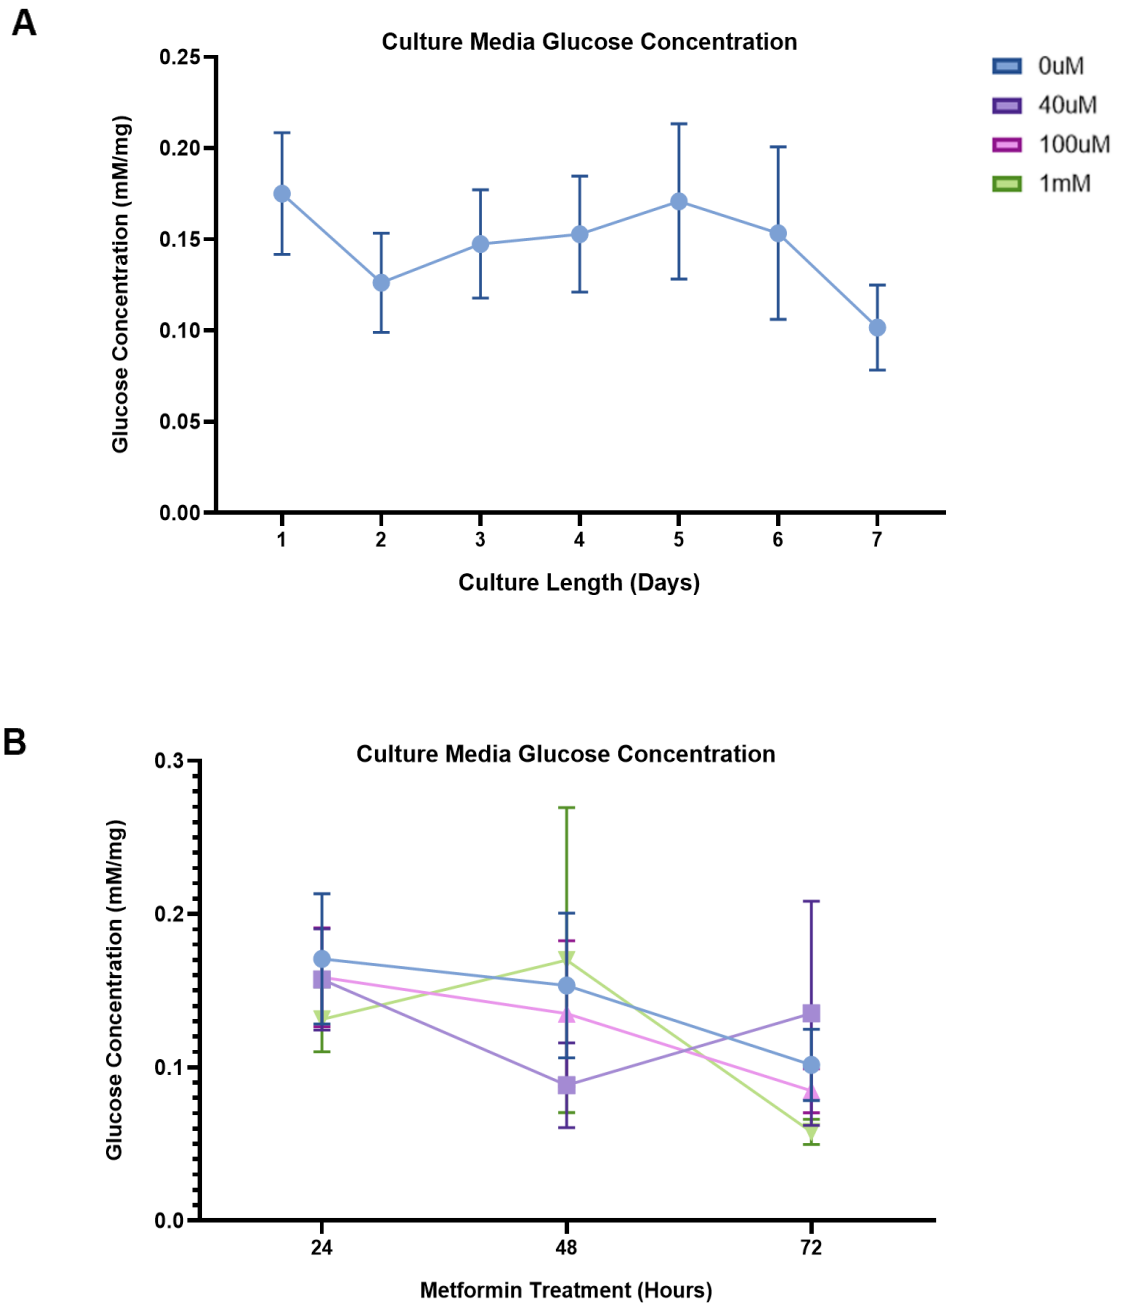 A
Culture Media Glucose Concentration
0uM
40uM
100uM
1mM
Glucose Concentration (mM/mg)
0.25
0.20
0.15
0.10
0.05
0.00
1 2 3 4 5 6 7
Culture Length (Days)
B
Culture Media Glucose Concentration
Glucose Concentration (mM/mg)
0.3
0.2
0.1
0.0
24 48 72
Metformin Treatment (Hours)